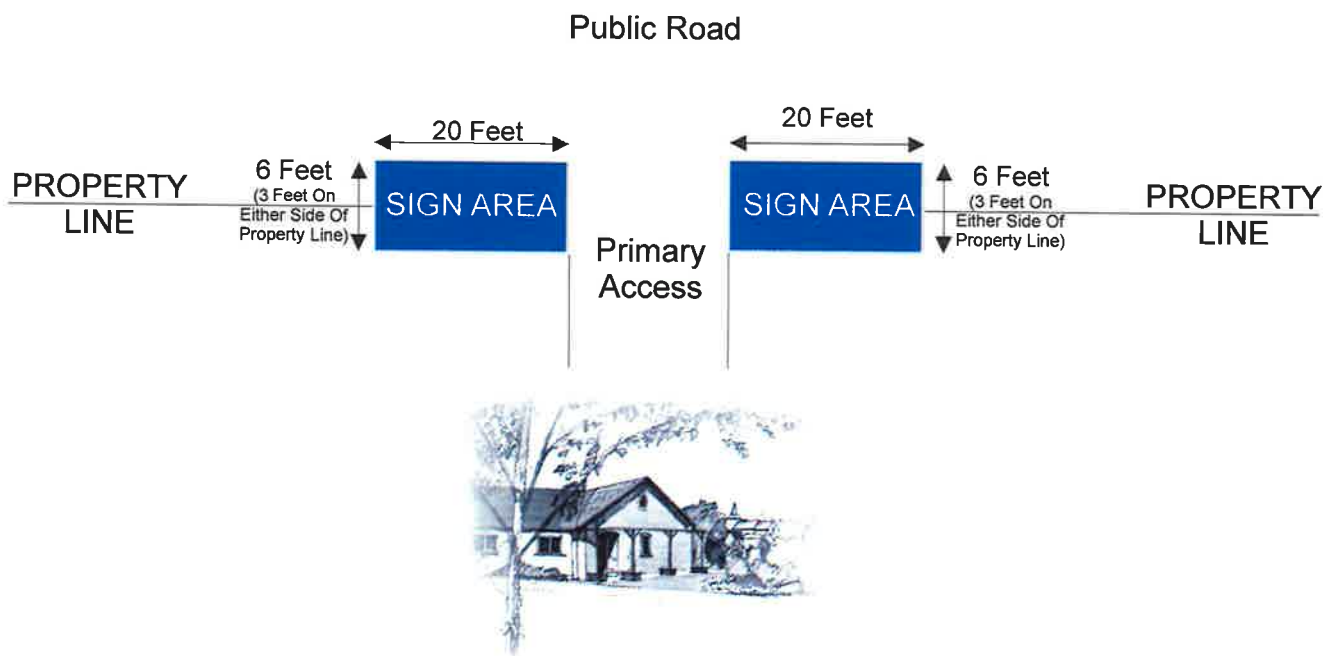 Public Road
20 Feet
20 Feet
6 Feet
(3 Feet On
Either Side Of
Property Line)
PROPERTY
LINE
SIGN AREA
SIGN AREA
6 Feet
(3 Feet On
Either Side Of
Property Line)
PROPERTY
LINE
Primary
Access